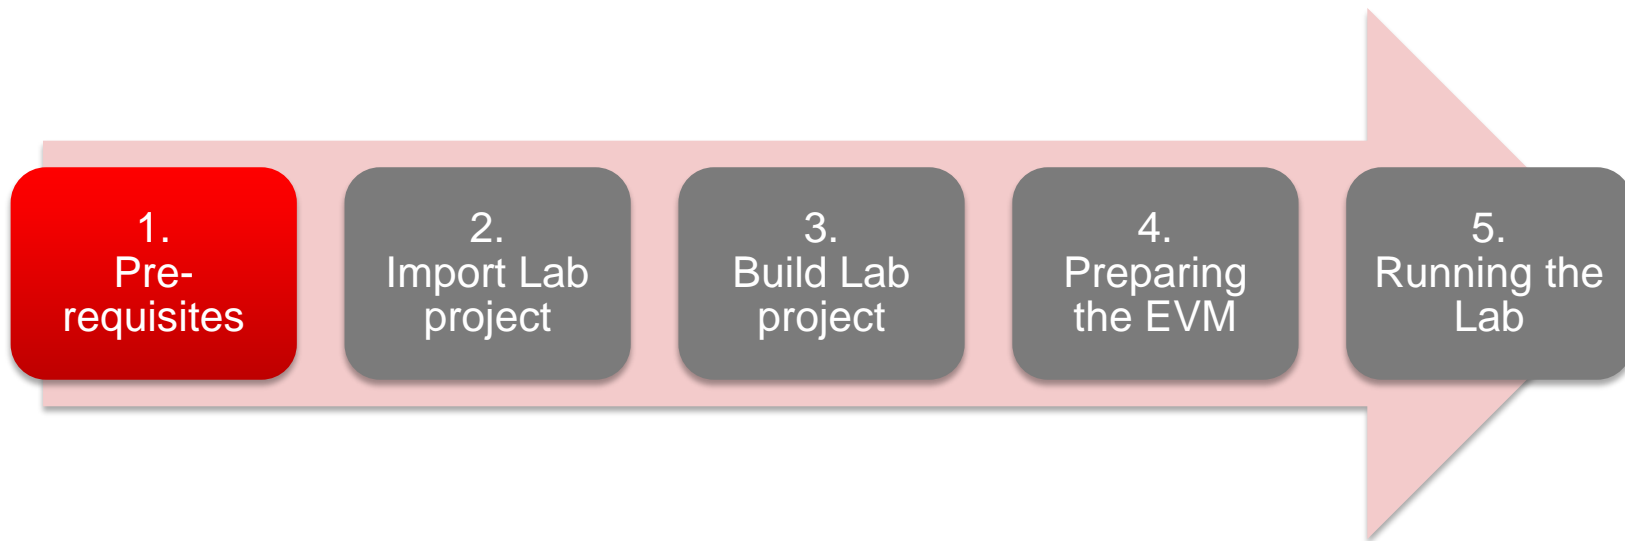 1.
Pre-
requisites
2.
Import Lab
project
3.
Build Lab
project
4.
Preparing
the EVM
5.
Running the
Lab